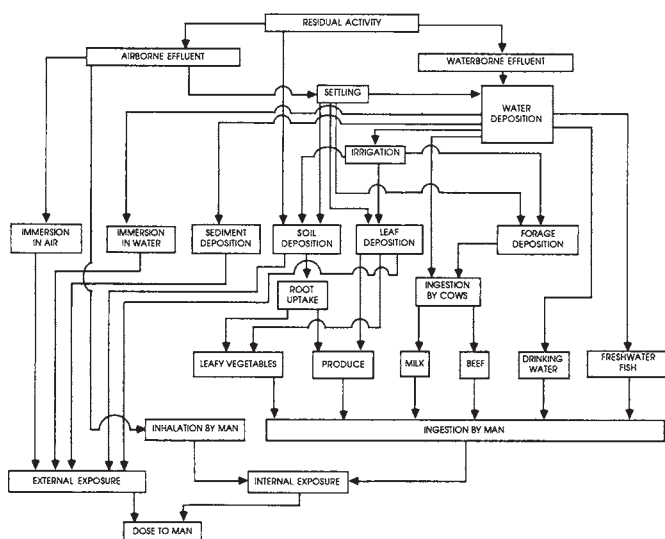 RESIDUAL ACTIVITY
AIRBORNE EFFLUENT
WATERBORNE EFFLUENT
SETTLING
WATER
DEPOSITION
IRRIGATION
IMMERSION
IN AIR
IMMERSION
IN WATER
SEDIMENT
DEPOSITION
SOIL
DEPOSITION
LEAF
DEPOSITION
FORAGE
DEPOSITION
ROOT
UPTAKE
INGESTION
BY COWS
LEAFY VEGETABLES
PRODUCE
MILK
BEEF
DRINKING
WATER
FRESHWATER
FISH
INHALATION BY MAN
INGESTION BY MAN
EXTERNAL EXPOSURE
INTERNAL EXPOSURE
DOSE TO MAN